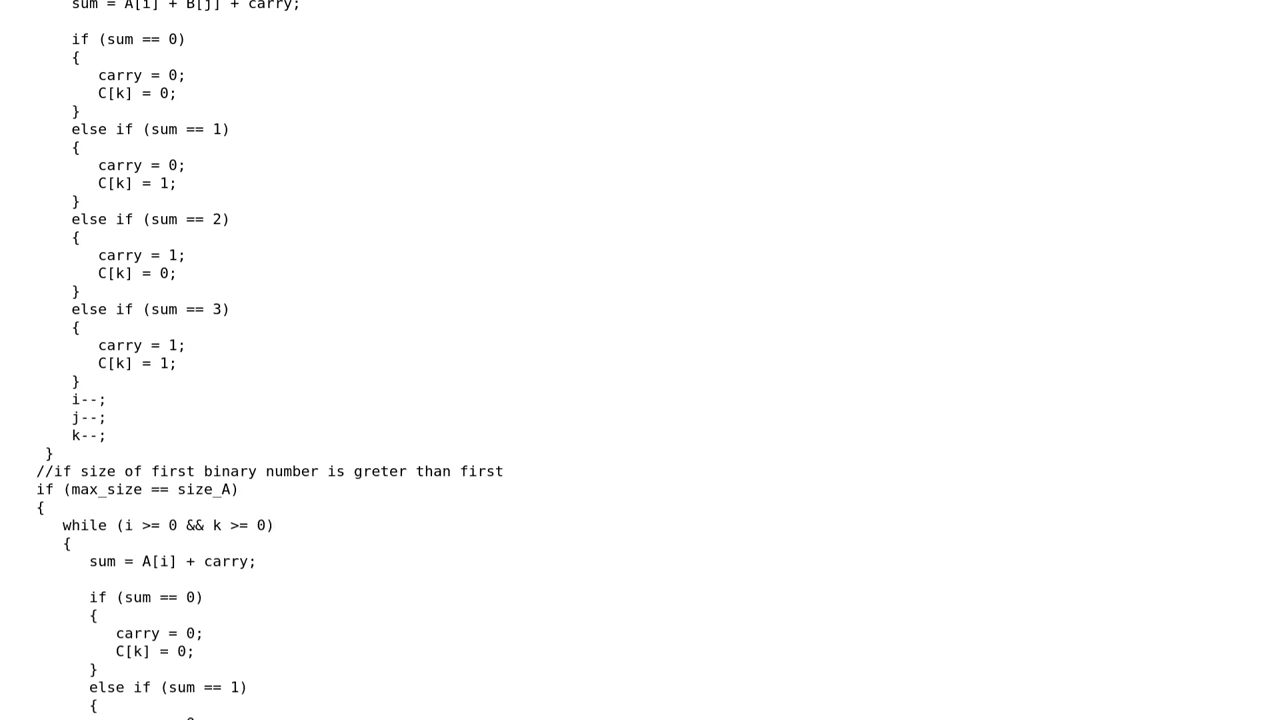 sum = A[i] + B[j] + carry;
if (sum == 0)
{
carry = 0;
C[k] = 0;
}
else if (sum == 1)
{
carry = 0;
C[k] = 1;
}
else if (sum == 2)
{
carry = 1;
C[k] = 0;
}
else if (sum == 3)
{
carry = 1;
C[k] = 1;
}
i--;
j--;
k--;
}
//if size of first binary number is greter than first
if (max_size == size_A)
{
while (i >= 0 && k >= 0)
{
sum = A[i] + carry;
if (sum == 0)
{
carry = 0;
C[k] = 0;
}
else if (sum == 1)
{